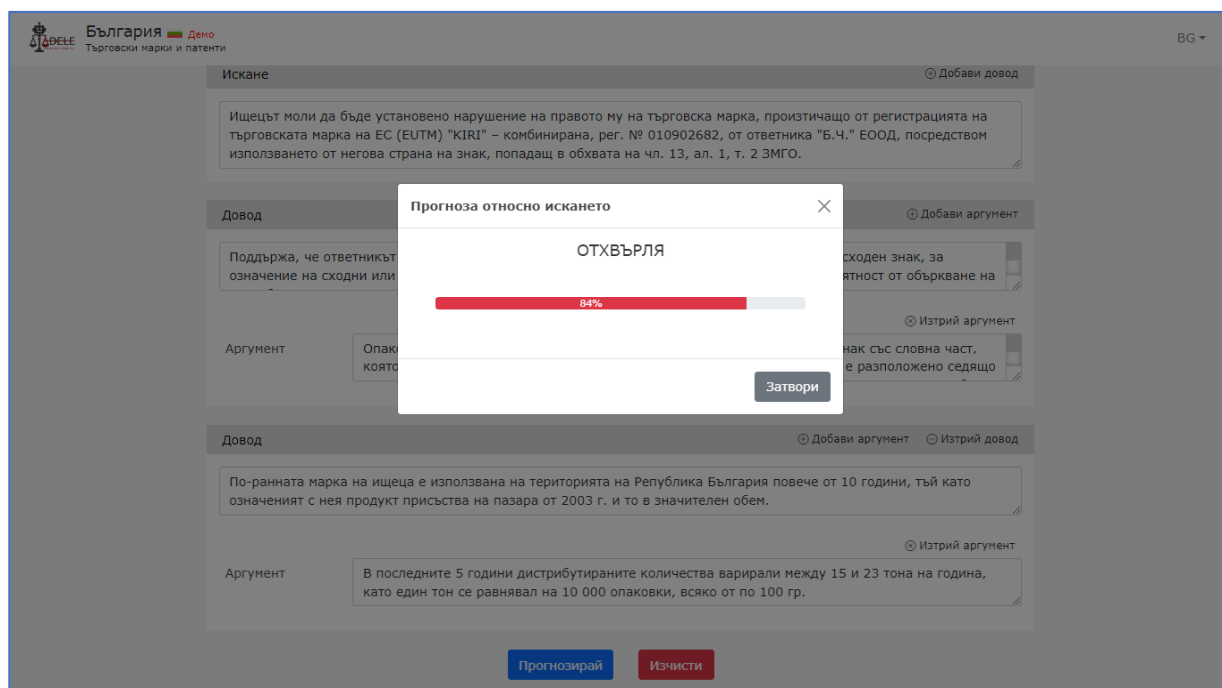 ADELE България Демо BG
Търговски марки и патенти
Искане Добави довод
Ищецът моли да бъде установено нарушение на правото му на търговска марка, произтичащо от регистрацията на
търговската марка на ЕС (EUTM) "KIRI" – комбинирана, рег. № 010902682, от ответника "Б.Ч." ЕООД, посредством
използването от негова страна на знак, попадащ в обхвата на чл. 13, ал. 1, т. 2 ЗМГО.
Прогноза относно искането
Довод Добави аргумент
ОТХВЪРЛЯ
Поддържа, че ответникът сходен знак, за
означение на сходни или на
84%
Изтрий аргумент
Аргумент знак със словна част,
е разположено седящо
Затвори
Довод Добави аргумент Изтрий довод
По-ранната марка на ищеца е използвана на територията на Република България повече от 10 години, тъй като
означеният с нея продукт присъства на пазара от 2003 г. и то в значителен обем.
Изтрий аргумент
Аргумент В последните 5 години дистрибутираните количества варирали между 15 и 23 тона на година,
като един тон се равнявал на 10 000 опаковки, всяко от по 100 гр.
Прогнозирай Изчисти